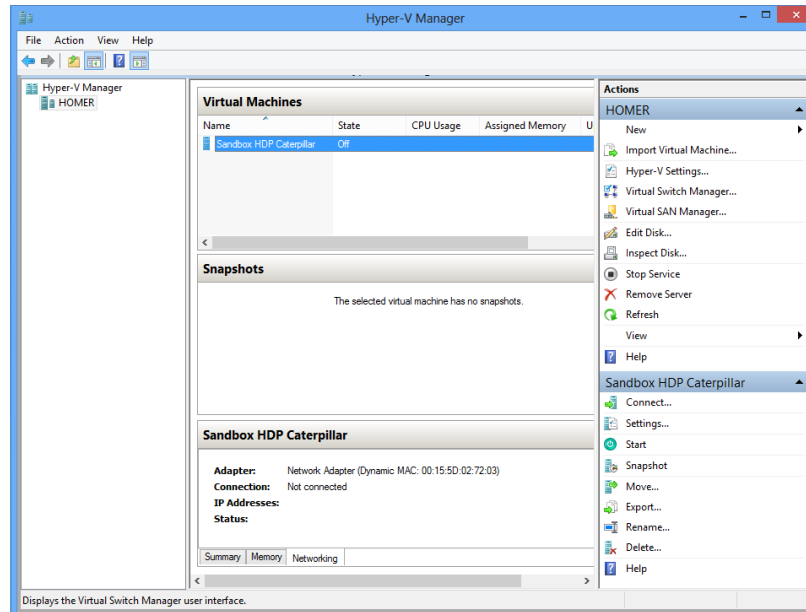 Hyper-V Manager
File Action View Help
Hyper-V Manager
HOMER
Virtual Machines
Name State CPU Usage Assigned Memory U
Sandbox HDP Caterpillar Off
Snapshots
The selected virtual machine has no snapshots.
Sandbox HDP Caterpillar
Adapter: Network Adapter (Dynamic MAC: 00:15:5D:02:72:03)
Connection: Not connected
IP Addresses:
Status:
Summary Memory Networking
Actions
HOMER
New
Import Virtual Machine...
Hyper-V Settings...
Virtual Switch Manager...
Virtual SAN Manager...
Edit Disk...
Inspect Disk...
Stop Service
Remove Server
Refresh
View
Help
Sandbox HDP Caterpillar
Connect...
Settings...
Start
Snapshot
Move...
Export...
Rename...
Delete...
Help
Displays the Virtual Switch Manager user interface.